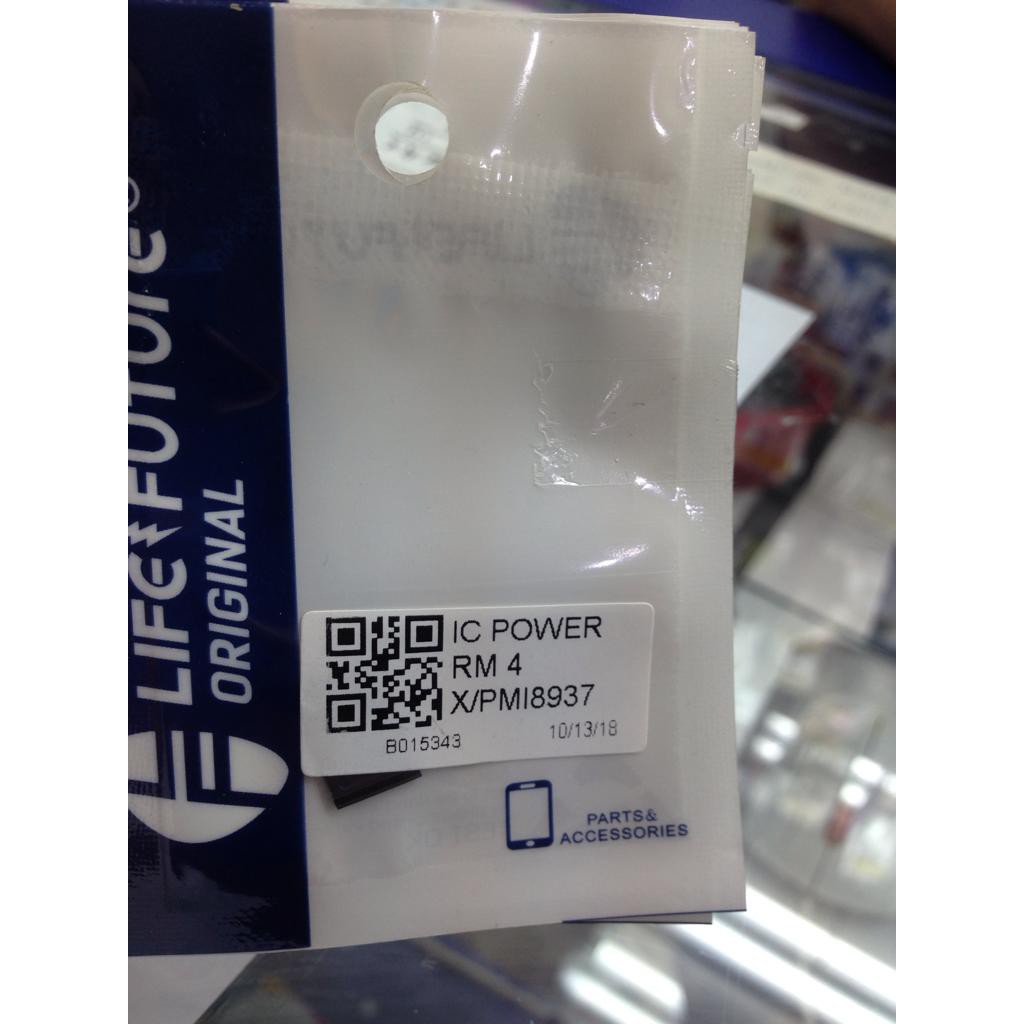 LIFE FUTURE
ORIGINAL
IC POWER
RM 4
X/PMI8937
B015343
10/13/18
PARTS&
ACCESSORIES